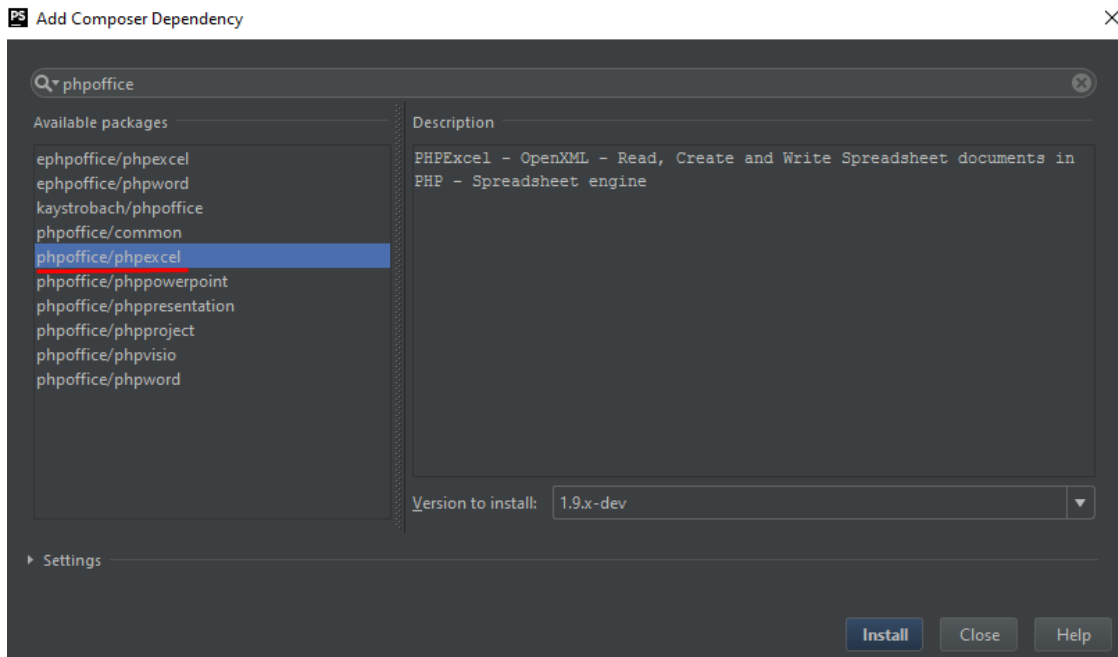 PS Add Composer Dependency
phpoffice
Available packages
ephpoffice/phpexcel
ephpoffice/phpword
kaystrobach/phpoffice
phpoffice/common
phpoffice/phpexcel
phpoffice/phppowerpoint
phpoffice/phppresentation
phpoffice/phpproject
phpoffice/phpvisio
phpoffice/phpword
Description
PHPExcel - OpenXML - Read, Create and Write Spreadsheet documents in
PHP - Spreadsheet engine
Version to install: 1.9.x-dev
Settings
Install Close Help